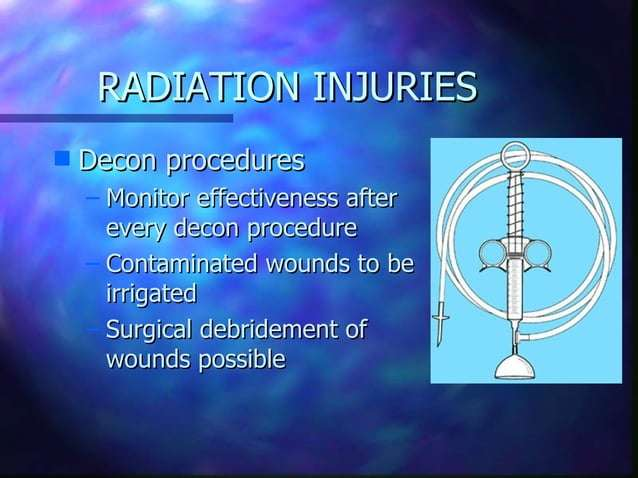 RADIATION INJURIES
Decon procedures
– Monitor effectiveness after
every decon procedure
– Contaminated wounds to be
irrigated
– Surgical debridement of
wounds possible